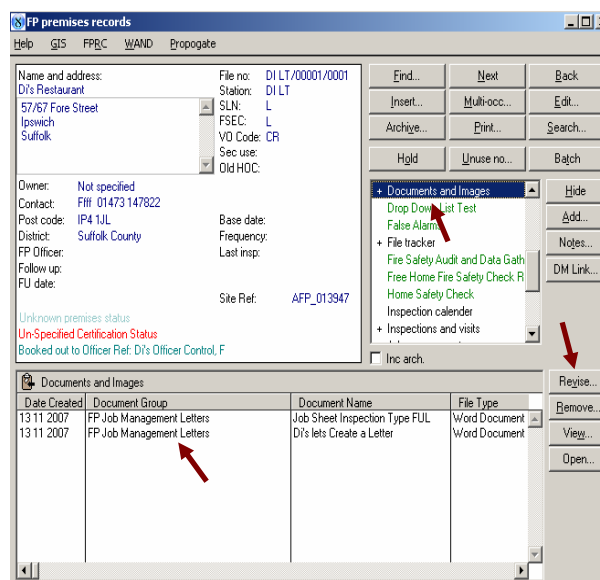 FP premises records
Help GIS FPRC WAND Propogate
Name and address:
Di's Restaurant
57/67 Fore Street
Ipswich
Suffolk
File no: DI LT/00001/0001
Station: DI LT
SLN: L
FSEC: L
VO Code: CR
Sec use:
Old HOC:
Owner: Not specified
Contact: Ffff 01473 147822
Post code: IP4 1JL
District: Suffolk County
FP Officer:
Follow up:
FU date:
Base date:
Frequency:
Last insp:
Site Ref: AFP_013947
Unknown premises status
Un-Specified Certification Status
Booked out to Officer Ref: Di's Officer Control, F
Find... Next Back
Insert... Multi-occ... Edit...
Archive... Print... Search...
Hold Unuse no... Batch
+ Documents and Images
Drop Down List Test
False Alarms
+ File tracker
Fire Safety Audit and Data Gath
Free Home Fire Safety Check R
Home Safety Check
Inspection calender
+ Inspections and visits
Hide
Add...
Notes...
DM Link...
Inc arch.
Documents and Images
Date Created Document Group Document Name File Type
13 11 2007 FP Job Management Letters Job Sheet Inspection Type FUL Word Document
13 11 2007 FP Job Management Letters Di's lets Create a Letter Word Document
Revise...
Remove...
View...
Open...